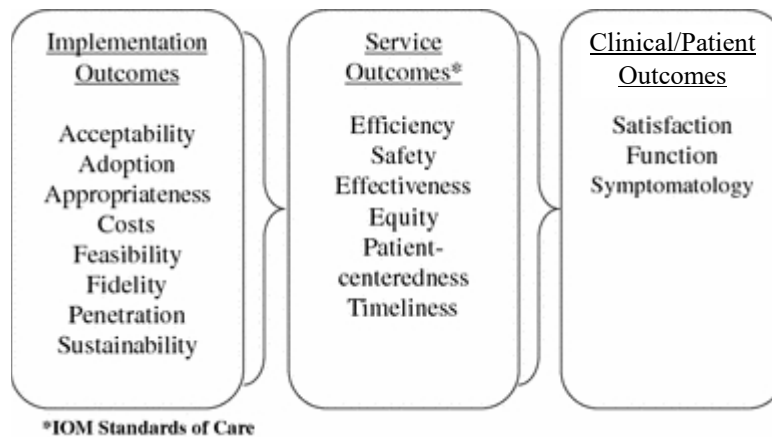 Implementation
Outcomes
Acceptability
Adoption
Appropriateness
Costs
Feasibility
Fidelity
Penetration
Sustainability
Service
Outcomes*
Efficiency
Safety
Effectiveness
Equity
Patient-
centeredness
Timeliness
Clinical/Patient
Outcomes
Satisfaction
Function
Symptomatology
*IOM Standards of Care